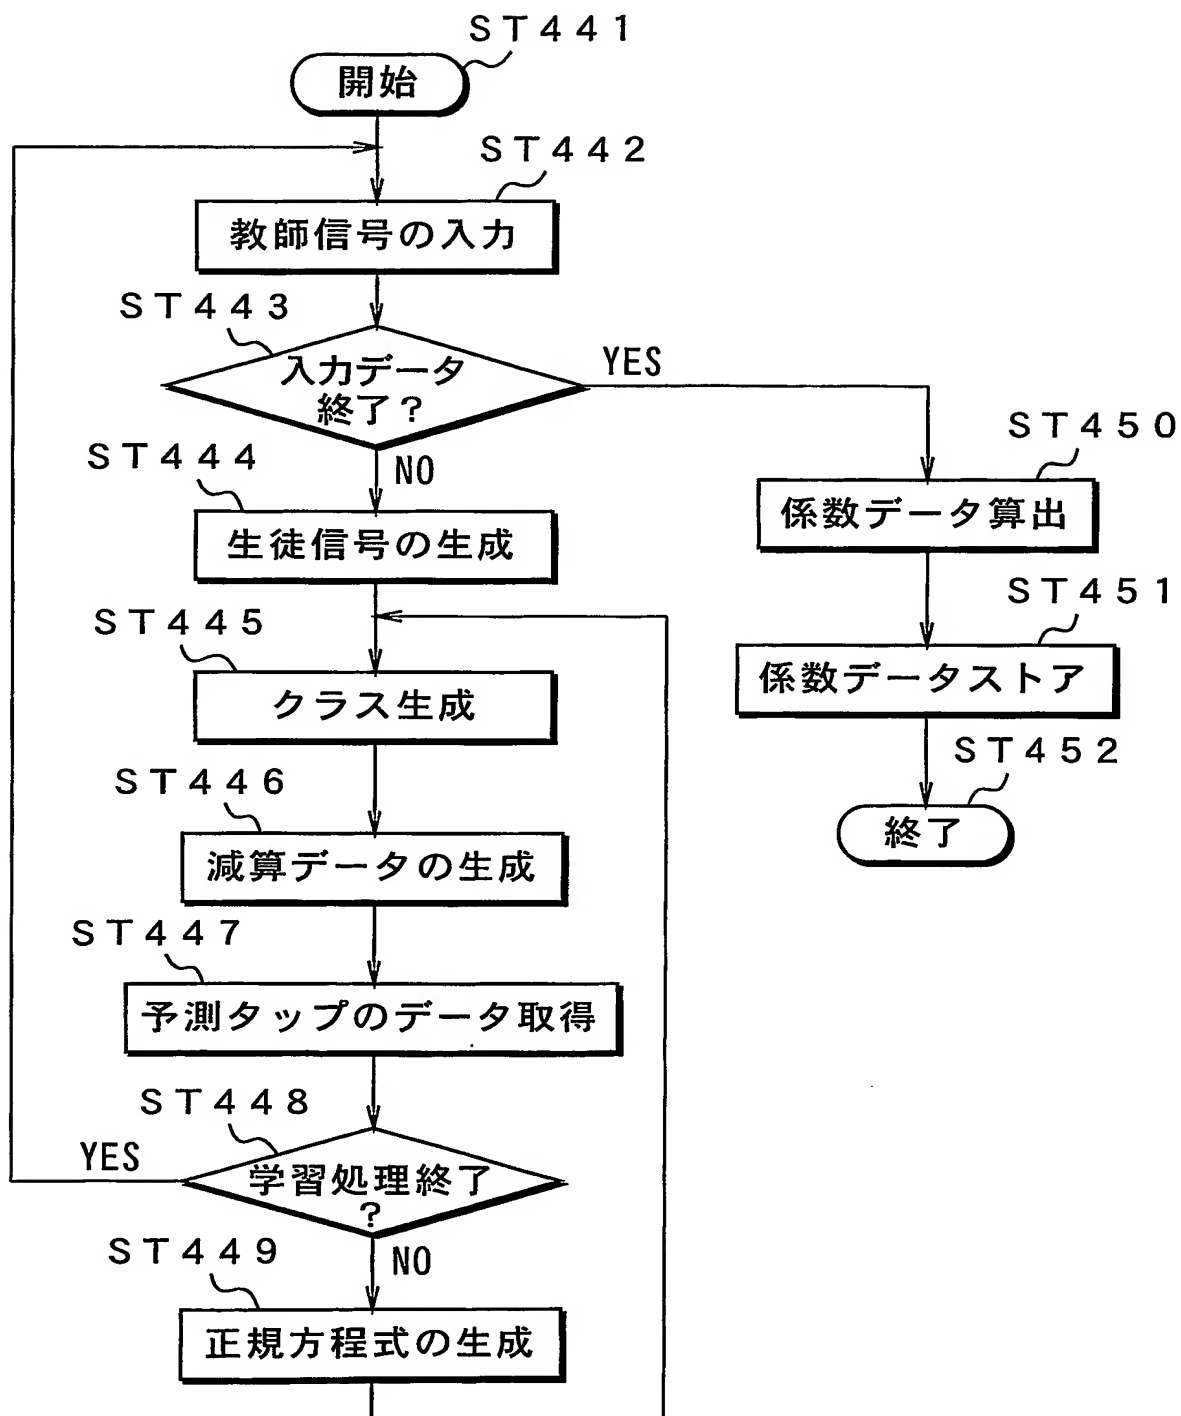 ＳＴ４４１
開始
ＳＴ４４２
教師信号の入力
ＳＴ４４３
入力データ
終了？
YES
ＳＴ４４４
NO
生徒信号の生成
ＳＴ４４５
クラス生成
ＳＴ４４６
減算データの生成
ＳＴ４４７
予測タップのデータ取得
ＳＴ４４８
YES
学習処理終了
？
ＳＴ４４９
NO
正規方程式の生成
ＳＴ４５０
係数データ算出
ＳＴ４５１
係数データストア
ＳＴ４５２
終了